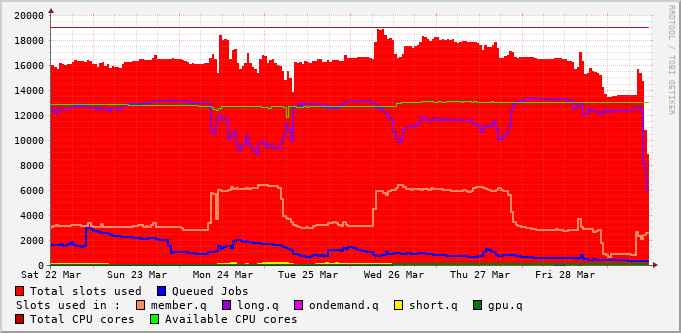 RRDTOOL / TOBI OETIKER
20000
18000
16000
14000
12000
10000
8000
6000
4000
2000
0
Sat 22 Mar Sun 23 Mar Mon 24 Mar Tue 25 Mar Wed 26 Mar Thu 27 Mar Fri 28 Mar
Total slots used Queued Jobs
Slots used in : member.q long.q ondemand.q short.q gpu.q
Total CPU cores Available CPU cores